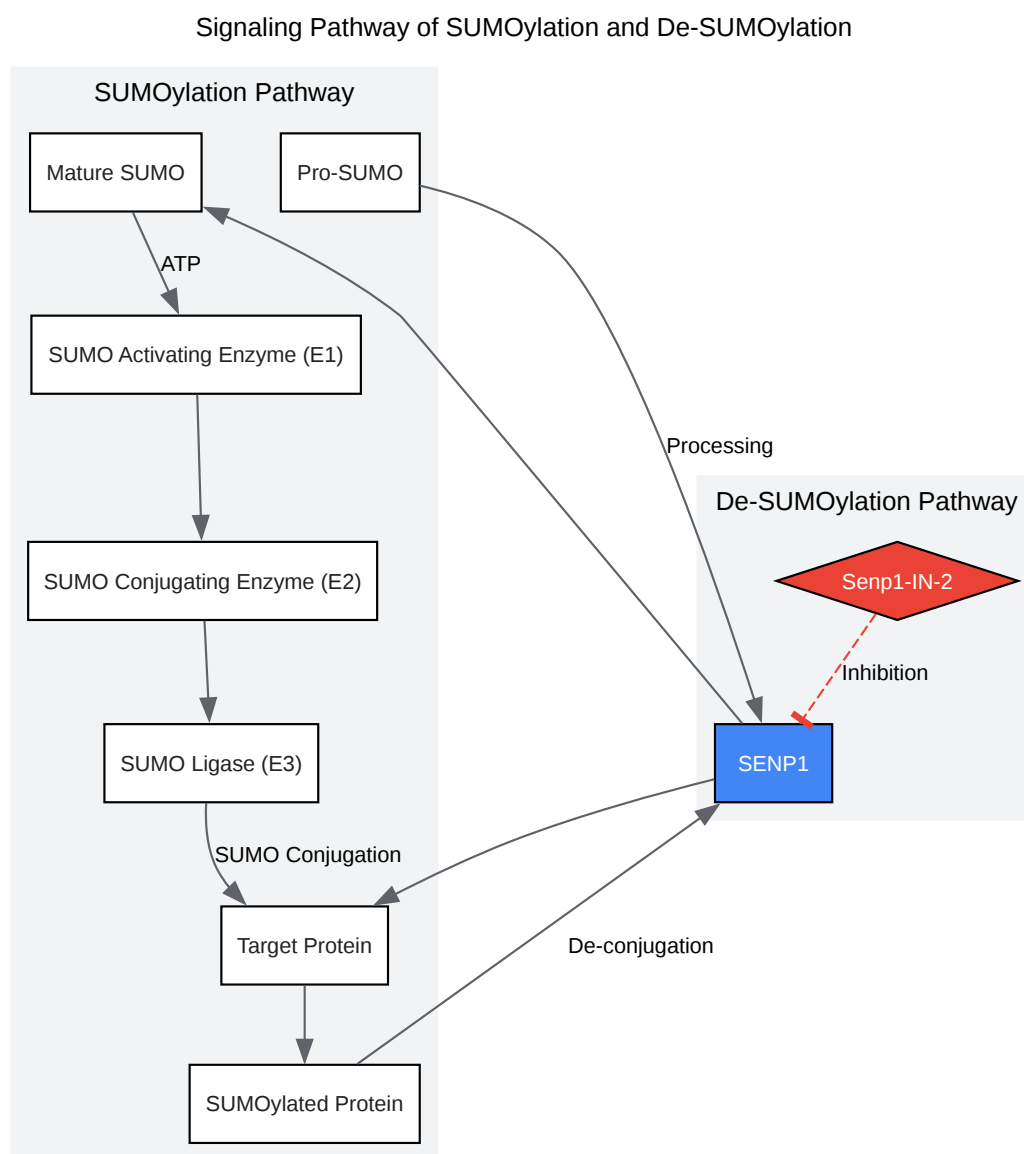 Signaling Pathway of SUMOylation and De-SUMOylation
SUMOylation Pathway
Mature SUMO
Pro-SUMO
ATP
SUMO Activating Enzyme (E1)
Processing
De-SUMOylation Pathway
SUMO Conjugating Enzyme (E2)
Senp1-IN-2
Inhibition
SUMO Ligase (E3)
SENP1
SUMO Conjugation
Target Protein
De-conjugation
SUMOylated Protein